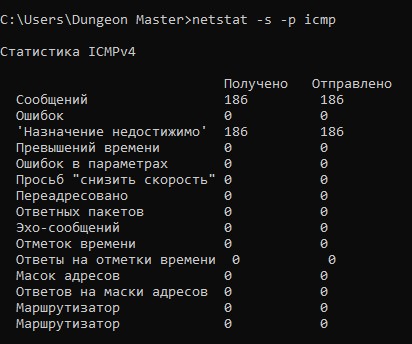 C:\Users\Dungeon Master>netstat -s -p icmp
Статистика ICMPv4
Получено Отправлено
Сообщений 186 186
Ошибок 0 0
'Назначение недостижимо' 186 186
Превышений времени 0 0
Ошибок в параметрах 0 0
Просьб "снизить скорость" 0 0
Переадресовано 0 0
Ответных пакетов 0 0
Эхо-сообщений 0 0
Отметок времени 0 0
Ответы на отметки времени 0 0
Масок адресов 0 0
Ответов на маски адресов 0 0
Маршрутизатор 0 0
Маршрутизатор 0 0